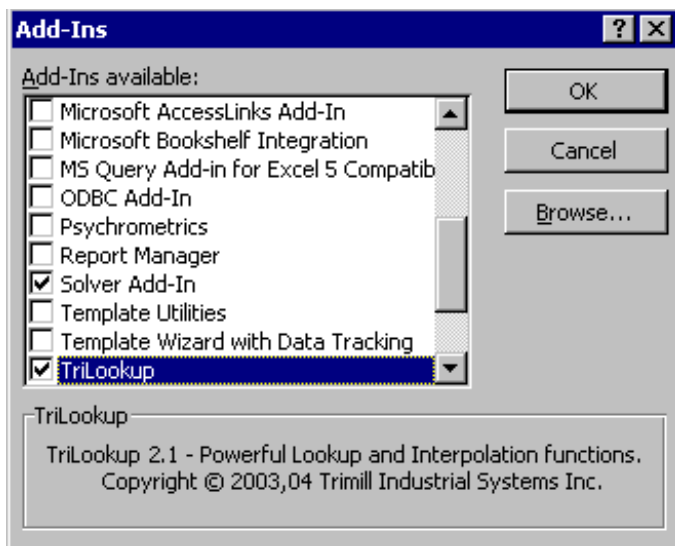 Add-Ins
Add-Ins available:
Microsoft AccessLinks Add-In
Microsoft Bookshelf Integration
MS Query Add-in for Excel 5 Compatib
ODBC Add-In
Psychrometrics
Report Manager
Solver Add-In
Template Utilities
Template Wizard with Data Tracking
TriLookup
OK
Cancel
Browse...
TriLookup
TriLookup 2.1 - Powerful Lookup and Interpolation functions.
Copyright © 2003,04 Trimill Industrial Systems Inc.